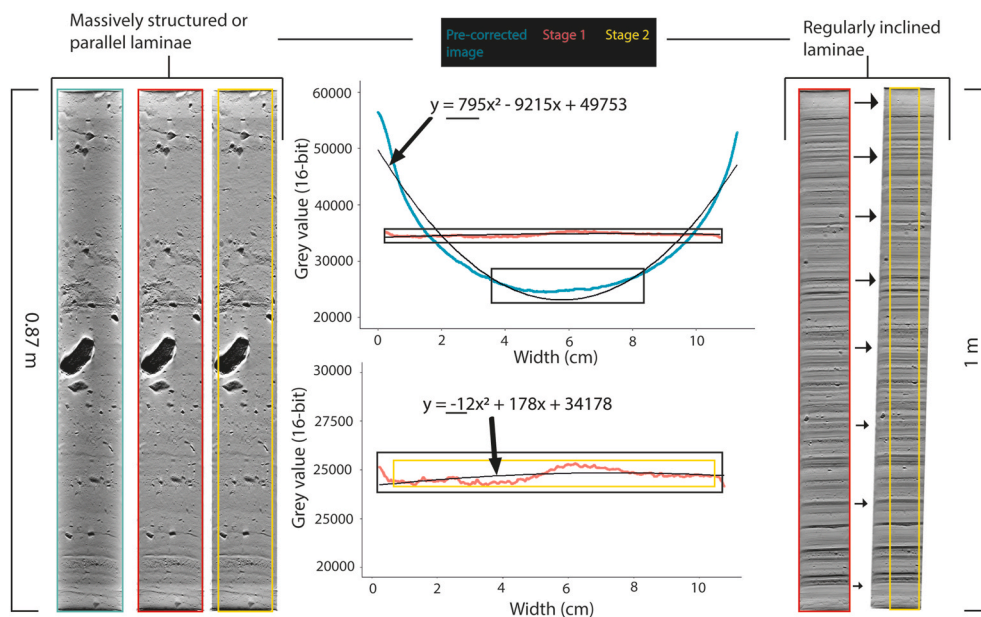 Massively structured or
parallel laminae
Pre-corrected
image
Stage 1
Stage 2
Regularly inclined
laminae
0.87 m
Grey value (16-bit)
60000
50000
40000
30000
20000
y = 795x² - 9215x + 49753
0 2 4 6 8 10
Width (cm)
Grey value (16-bit)
30000
27500
25000
25000
20000
y = -12x² + 178x + 34178
0 2 4 6 8 10
Width (cm)
1 m